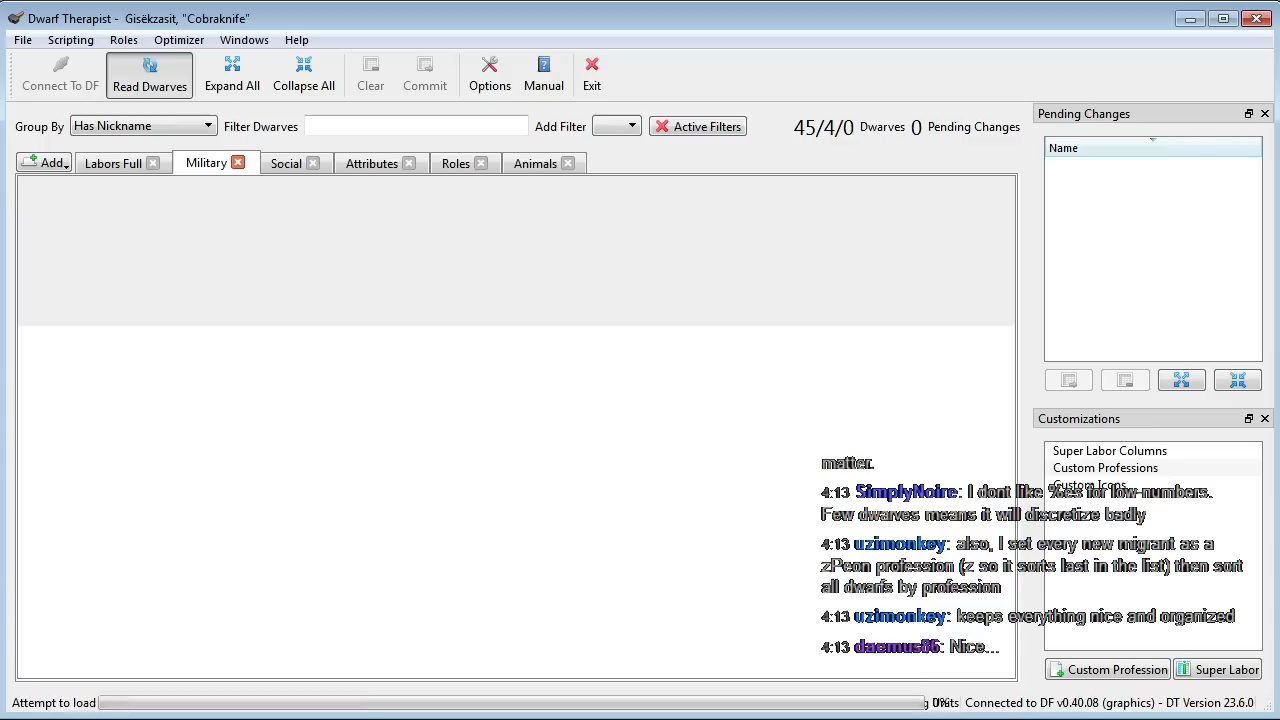 Dwarf Therapist - Gisëkzasit, "Cobraknife"
File Scripting Roles Optimizer Windows Help
Connect To DF Read Dwarves Expand All Collapse All Clear Commit Options Manual Exit
Group By Has Nickname Filter Dwarves Add Filter Active Filters 45/4/0 Dwarves 0 Pending Changes
Add Labors Full Military Social Attributes Roles Animals
Pending Changes
Name
Customizations
Super Labor Columns
Custom Professions
Custom Icons
matter.
4:13 SimplyNoire: I dont like %es for low numbers.
Few dwarves means it will discretize badly
4:13 uzimonkey: also, I set every new migrant as a
zPeon profession (z so it sorts last in the list) then sort
all dwarfs by profession
4:13 uzimonkey: keeps everything nice and organized
4:13 daemus86: Nice...
Custom Profession Super Labor
Attempt to load 0% Connected to DF v0.40.08 (graphics) - DT Version 23.6.0